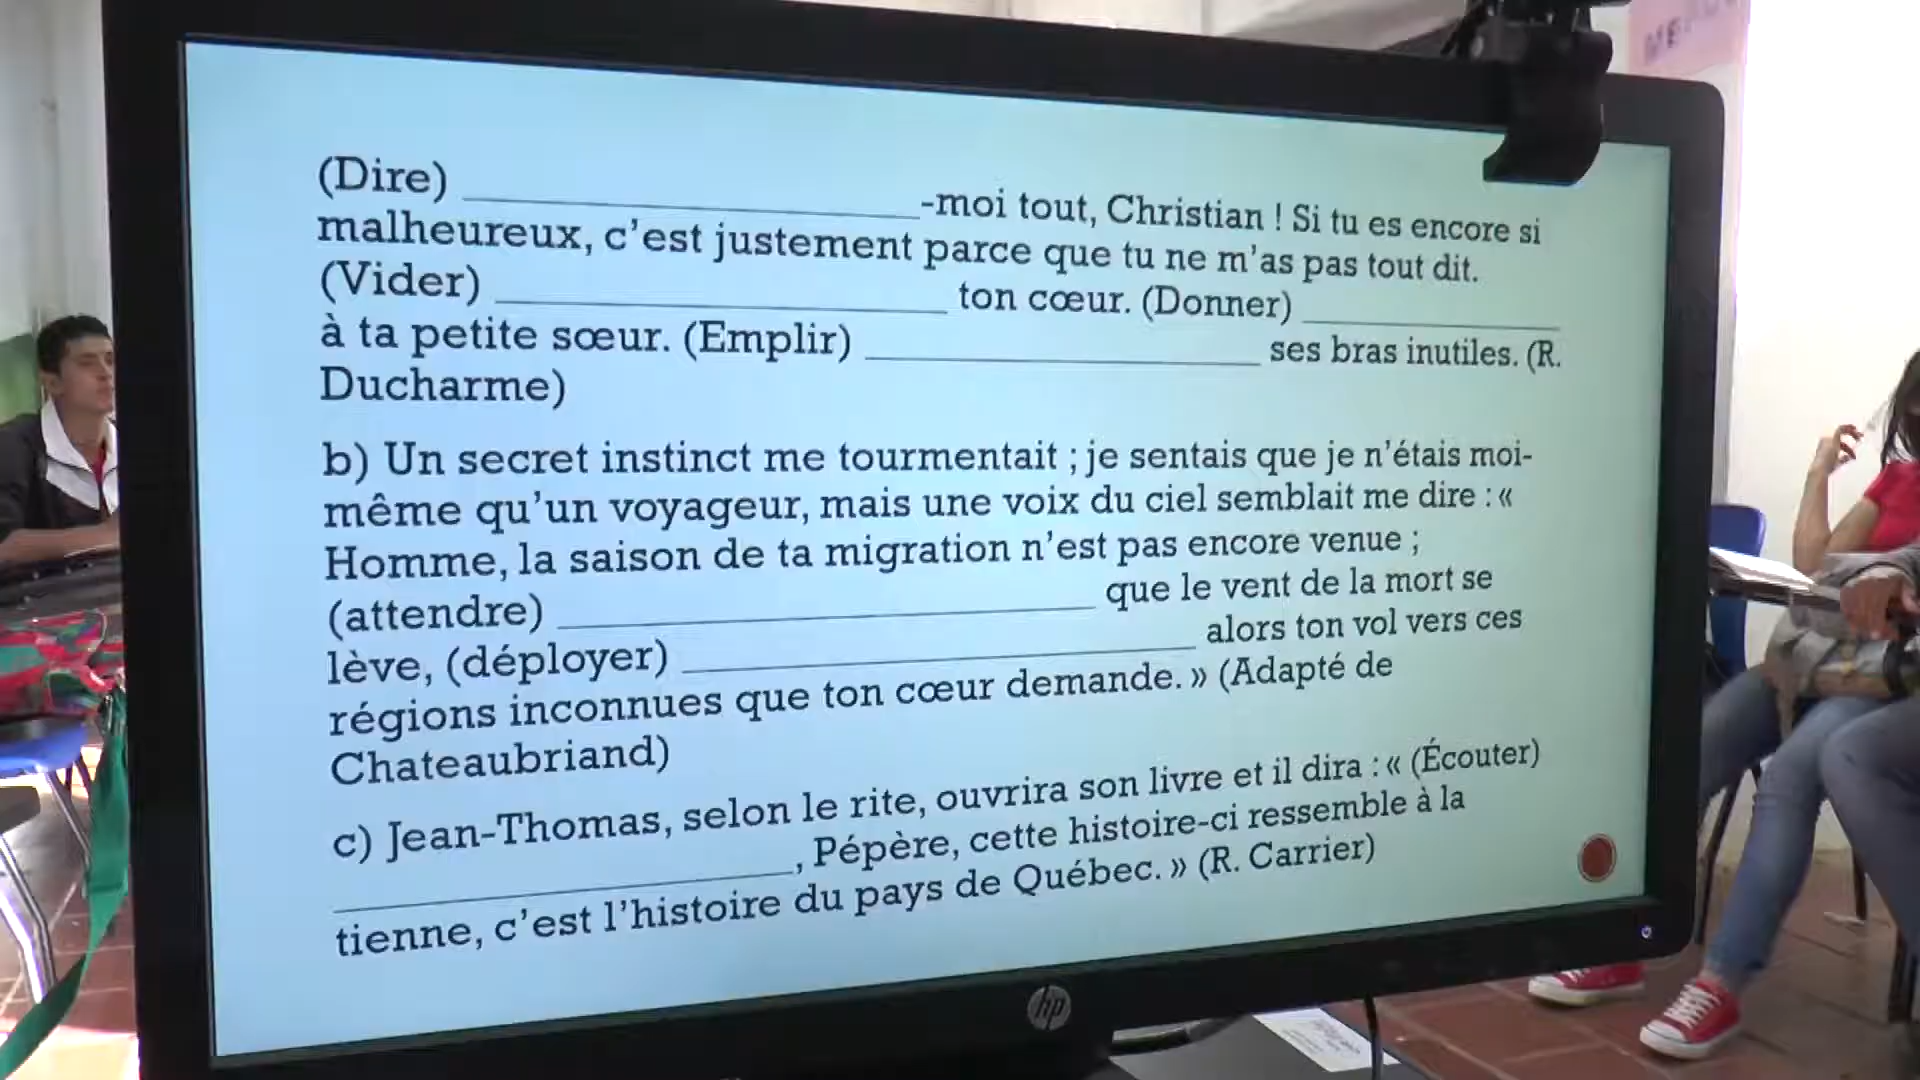 (Dire) ____________________-moi tout, Christian ! Si tu es encore si
malheureux, c'est justement parce que tu ne m'as pas tout dit.
(Vider) ____________________ ton cœur. (Donner) ____________
à ta petite sœur. (Emplir) __________________ ses bras inutiles. (R.
Ducharme)
b) Un secret instinct me tourmentait ; je sentais que je n'étais moi-
même qu'un voyageur, mais une voix du ciel semblait me dire : «
Homme, la saison de ta migration n'est pas encore venue ;
(attendre) ________________________ que le vent de la mort se
lève, (déployer) _______________________ alors ton vol vers ces
régions inconnues que ton cœur demande. » (Adapté de
Chateaubriand)
c) Jean-Thomas, selon le rite, ouvrira son livre et il dira : « (Écouter)
____________________, Pépère, cette histoire-ci ressemble à la
tienne, c'est l'histoire du pays de Québec. » (R. Carrier)
hp